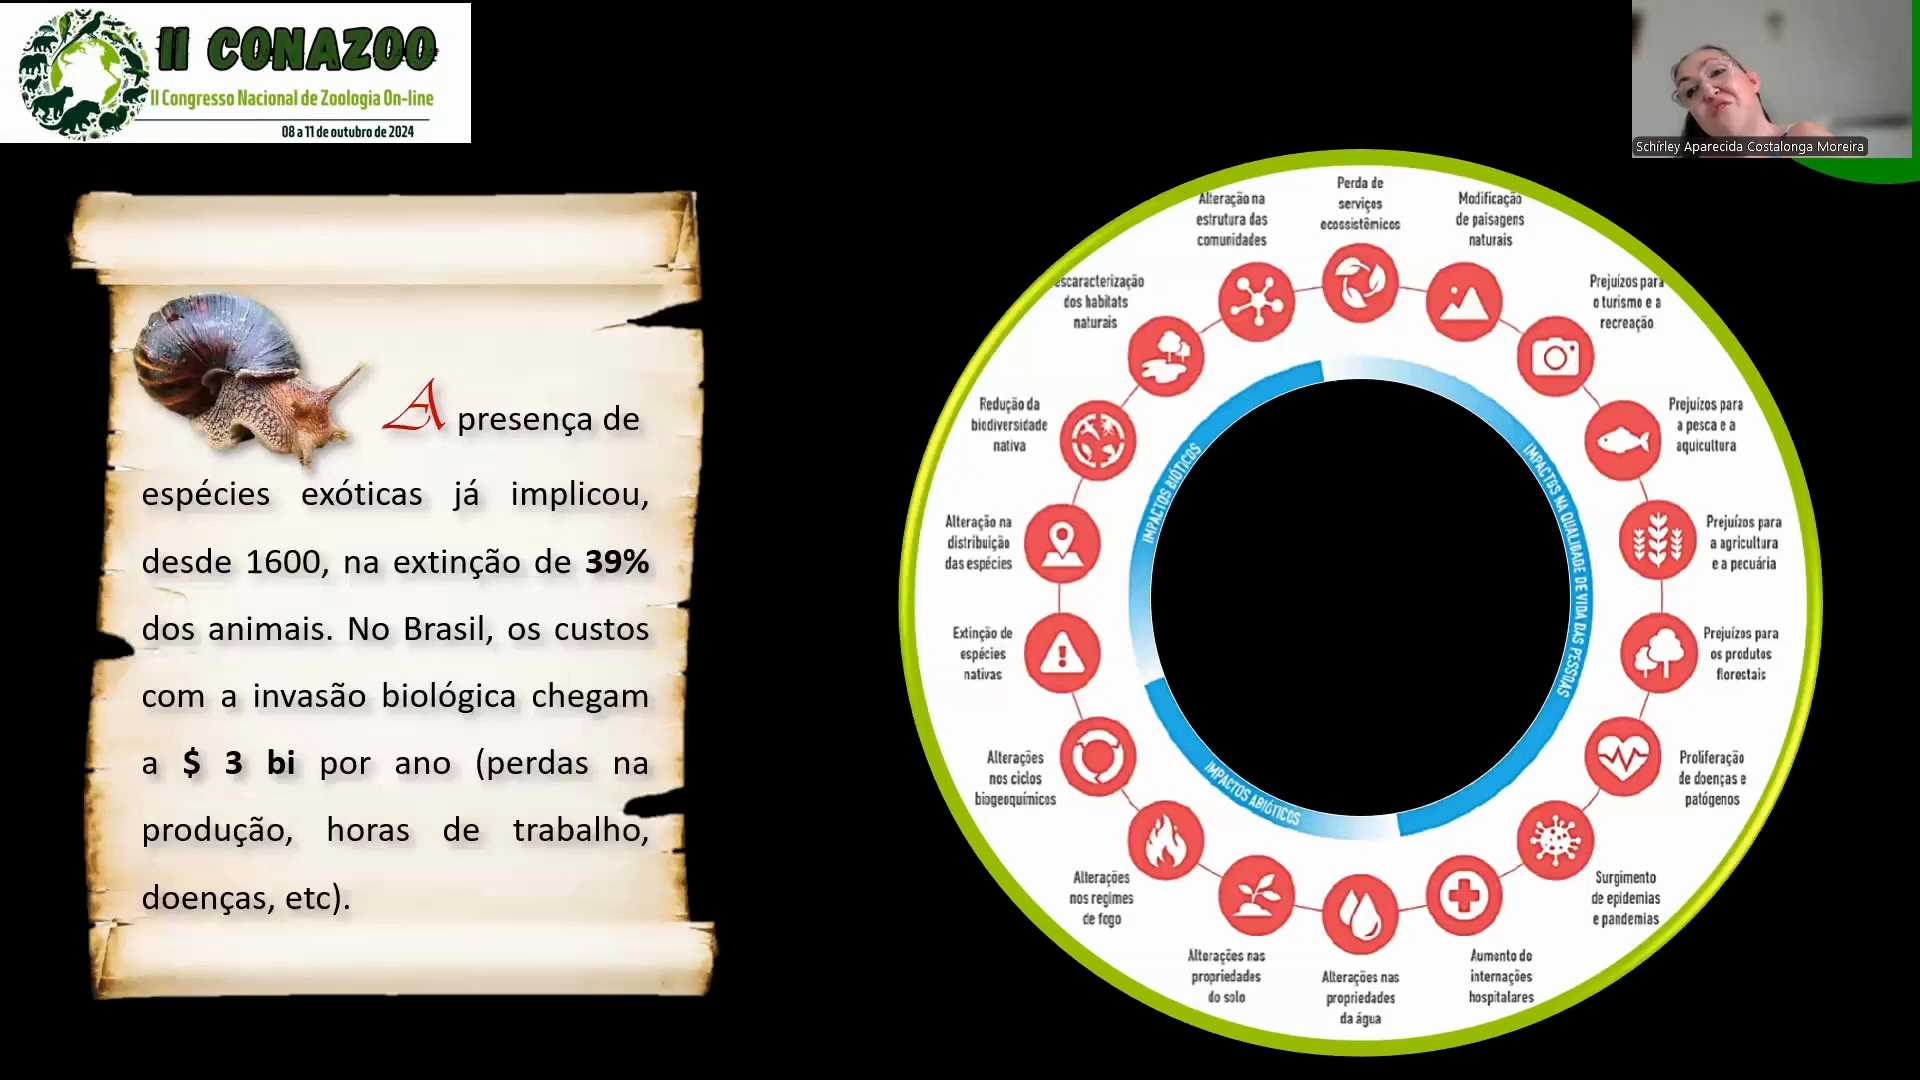 II CONAZOO
II Congresso Nacional de Zoologia On-line
08 a 11 de outubro de 2024
Schírley Aparecida Costalonga Moreira
A presença de
espécies exóticas já implicou,
desde 1600, na extinção de 39%
dos animais. No Brasil, os custos
com a invasão biológica chegam
a $ 3 bi por ano (perdas na
produção, horas de trabalho,
doenças, etc).
Perda de
serviços
ecossistêmicos
Modificação
de paisagens
naturais
Prejuízos para
o turismo e a
recreação
Prejuízos para
a pesca e a
aquicultura
Prejuízos para
a agricultura
e a pecuária
Prejuízos para
os produtos
florestais
Proliferação
de doenças e
patógenos
Surgimento
de epidemias
e pandemias
Aumento de
internações
hospitalares
Alterações nas
propriedades
da água
Alterações nas
propriedades
do solo
Alterações
nos regimes
de fogo
Alterações
nos ciclos
biogeoquímicos
Extinção de
espécies
nativas
Alteração na
distribuição
das espécies
Redução da
biodiversidade
nativa
escaracterização
dos habitats
naturais
Alteração na
estrutura das
comunidades
IMPACTOS BIÓTICOS
IMPACTOS NA QUALIDADE DE VIDA DAS PESSOAS
IMPACTOS ABIÓTICOS